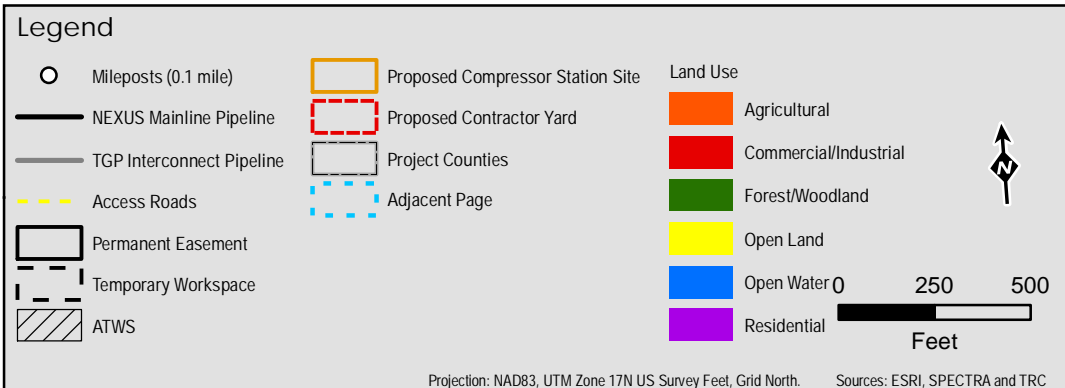 Legend
Mileposts (0.1 mile)
NEXUS Mainline Pipeline
TGP Interconnect Pipeline
Access Roads
Permanent Easement
Temporary Workspace
ATWS
Proposed Compressor Station Site
Proposed Contractor Yard
Project Counties
Adjacent Page
Land Use
Agricultural
Commercial/Industrial
Forest/Woodland
Open Land
Open Water
Residential
N
0 250 500
Feet
Projection: NAD83, UTM Zone 17N US Survey Feet, Grid North. Sources: ESRI, SPECTRA and TRC